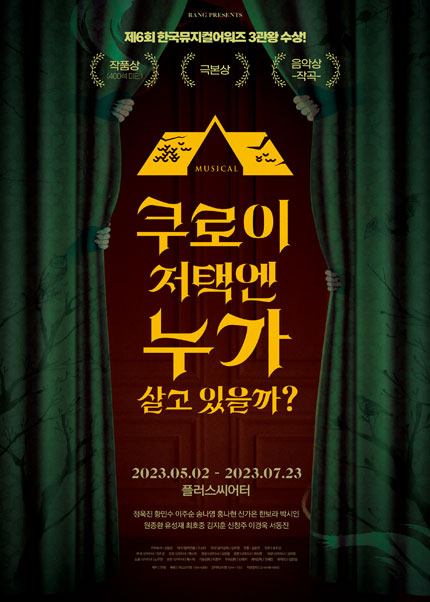 RANG PRESENTS
제6회 한국뮤지컬어워즈 3관왕 수상!
작품상
(400석 미만)
극본상
음악상
-작곡-
MUSICAL
쿠로이
저택엔
누가
살고 있을까?
2023.05.02 - 2023.07.23
플러스씨어터
정욱진 황민수 이주순 송나영 홍나현 신가은 한보라 박시인
원종환 유성재 최호중 김지훈 신창주 이경욱 서동진